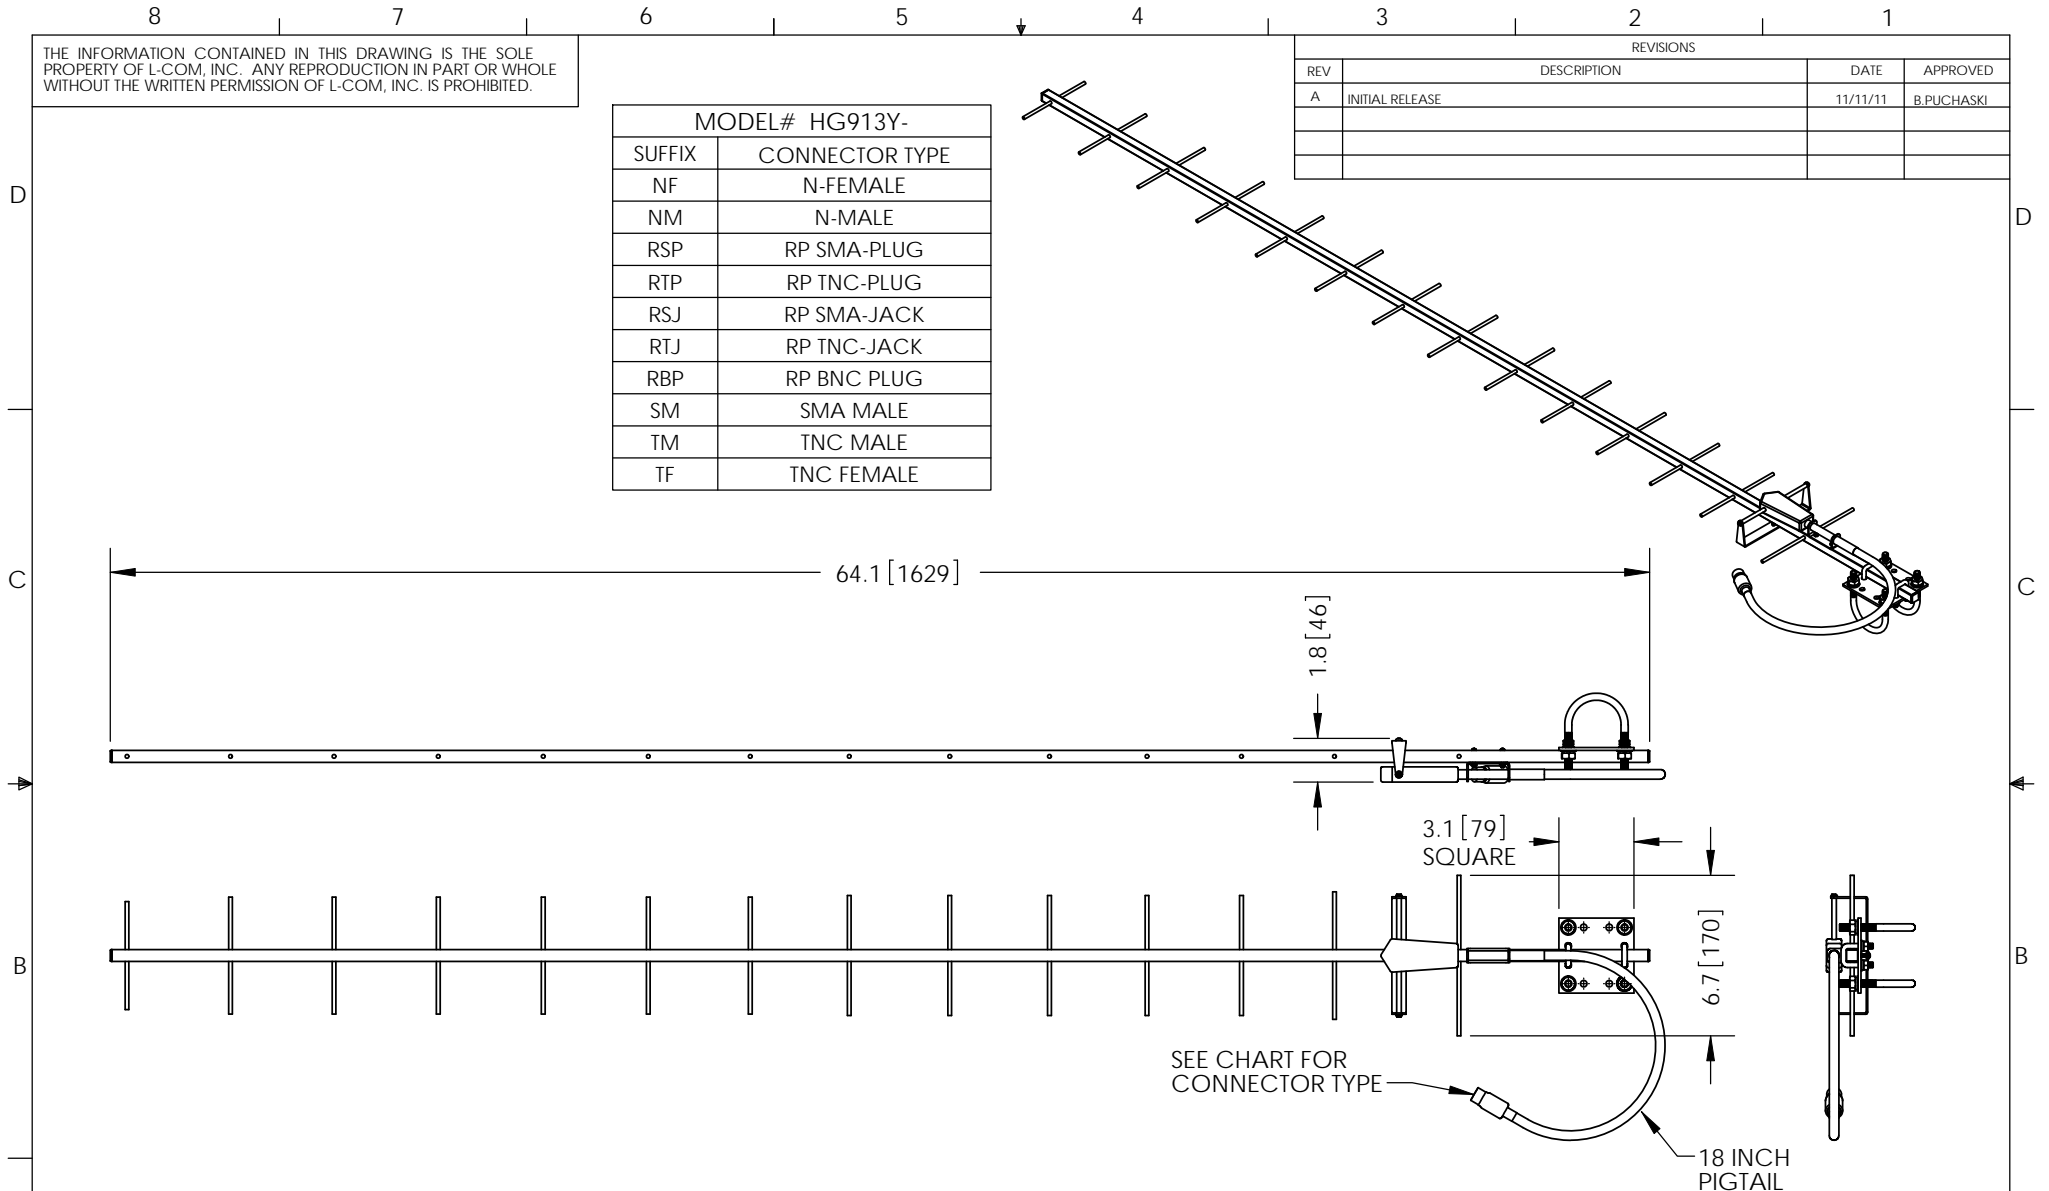 8 7 6 5 4 3 2 1
THE INFORMATION CONTAINED IN THIS DRAWING IS THE SOLE
PROPERTY OF L-COM, INC. ANY REPRODUCTION IN PART OR WHOLE
WITHOUT THE WRITTEN PERMISSION OF L-COM, INC. IS PROHIBITED.
REVISIONS
REV DESCRIPTION DATE APPROVED
A INITIAL RELEASE 11/11/11 B.PUCHASKI
MODEL# HG913Y-
SUFFIX CONNECTOR TYPE
NF N-FEMALE
NM N-MALE
RSP RP SMA-PLUG
RTP RP TNC-PLUG
RSJ RP SMA-JACK
RTJ RP TNC-JACK
RBP RP BNC PLUG
SM SMA MALE
TM TNC MALE
TF TNC FEMALE
D D
C C
64.1 [1629]
1.8 [46]
3.1 [79]
SQUARE
6.7 [170]
B B
SEE CHART FOR
CONNECTOR TYPE
18 INCH
PIGTAIL